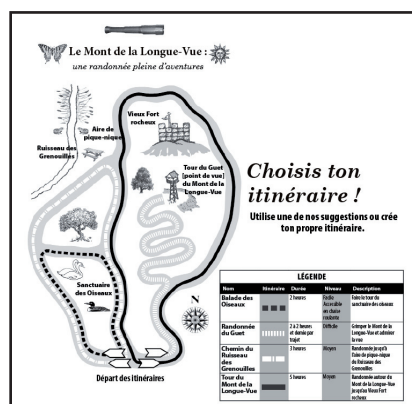 Le Mont de la Longue-Vue :
une randonnée pleine d'aventures
Vieux Fort
rocheux
Aire de
pique-nique
Ruisseau des
Grenouilles
Tour du Guet
[point de vue]
du Mont de la
Longue-Vue
Choisis ton
itinéraire !
Utilise une de nos suggestions ou crée
ton propre itinéraire.
Sanctuaire
des Oiseaux
N
Départ des itinéraires
LÉGENDE
Nom Itinéraire Durée Niveau Description
Balade des
Oiseaux
2 heures
Facile
Accessible
en chaise
roulante
Faire le tour du
sanctuaire des oiseaux
Randonnée
du Guet
2 à 2 heures
et demie par
trajet
Difficile
Grimper le Mont de la
Longue-Vue et admirer
la vue
Chemin du
Ruisseau
des
Grenouilles
3 heures
Moyen
Randonnée jusqu'à
l'aire de pique-nique
du Ruisseau des
Grenouilles
Tour du
Mont de la
Longue-Vue
5 heures
Moyen
Randonnée autour du
Mont de la Longue-Vue
jusqu'au Vieux Fort
rocheux